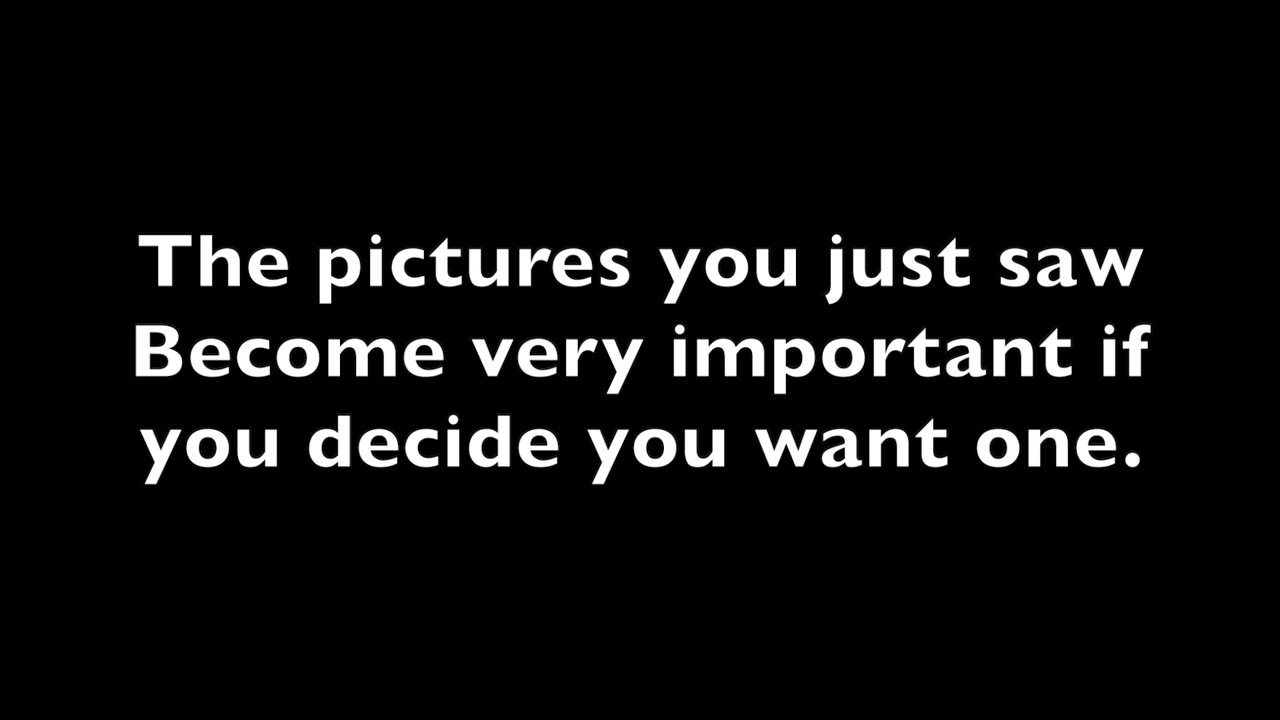 The pictures you just saw
Become very important if
you decide you want one.